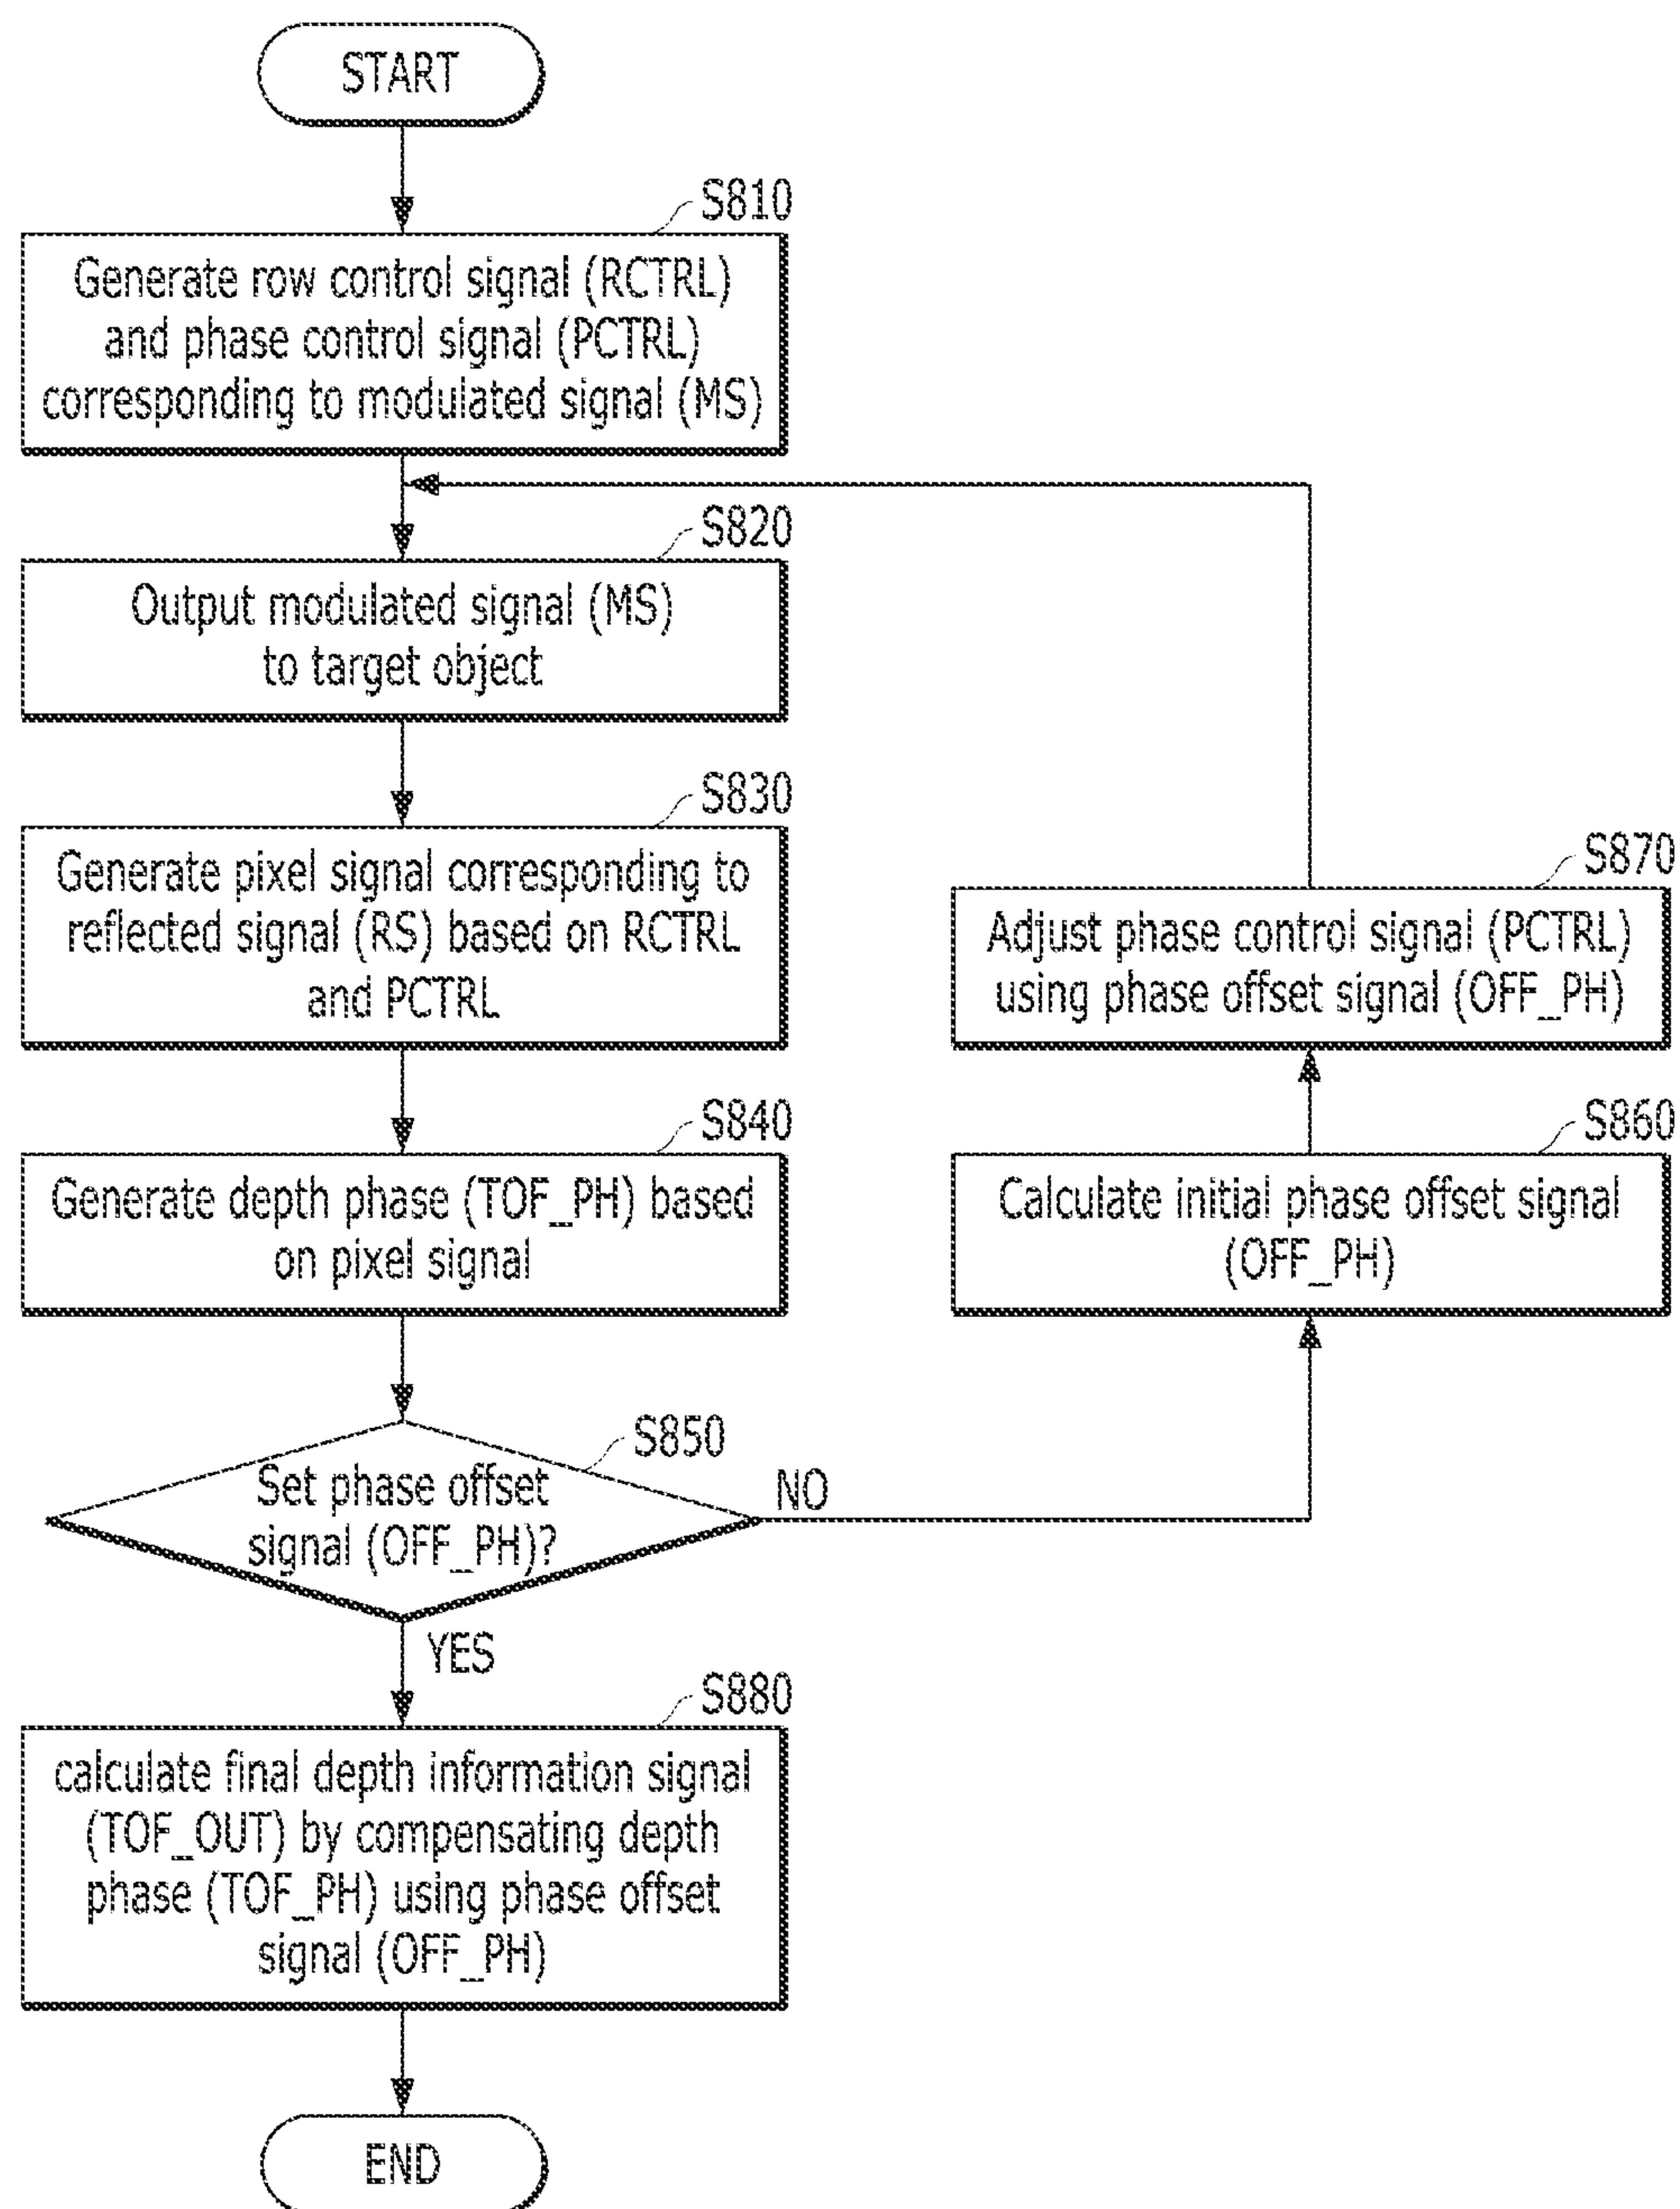 START
S810
Generate row control signal (RCTRL)
and phase control signal (PCTRL)
corresponding to modulated signal (MS)
S820
Output modulated signal (MS)
to target object
S830
Generate pixel signal corresponding to
reflected signal (RS) based on RCTRL
and PCTRL
S840
Generate depth phase (TOF_PH) based
on pixel signal
S850
Set phase offset
signal (OFF_PH)?
NO
YES
S860
Calculate initial phase offset signal
(OFF_PH)
S870
Adjust phase control signal (PCTRL)
using phase offset signal (OFF_PH)
S880
calculate final depth information signal
(TOF_OUT) by compensating depth
phase (TOF_PH) using phase offset
signal (OFF_PH)
END